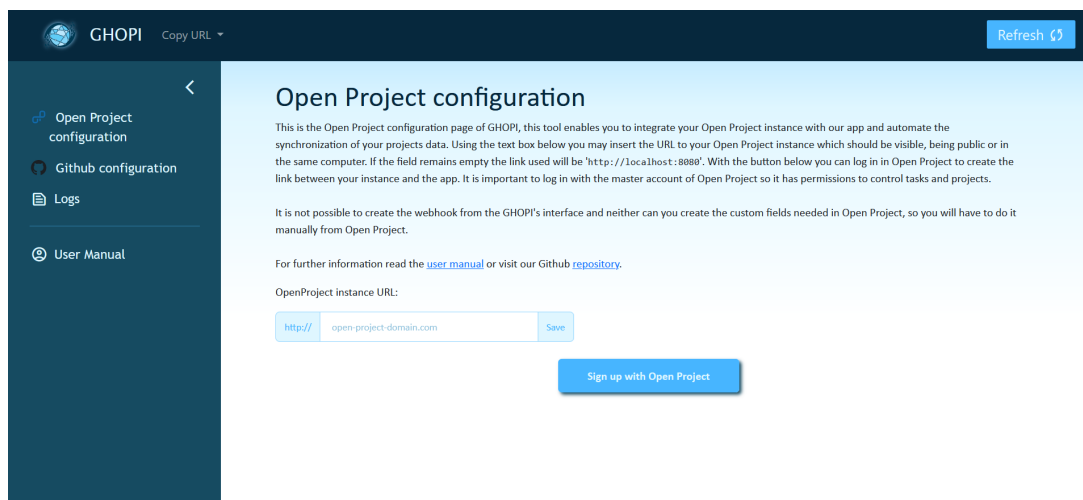 GHOPI Copy URL Refresh
Open Project
configuration
Github configuration
Logs
User Manual
Open Project configuration
This is the Open Project configuration page of GHOPI, this tool enables you to integrate your Open Project instance with our app and automate the
synchronization of your projects data. Using the text box below you may insert the URL to your Open Project instance which should be visible, being public or in
the same computer. If the field remains empty the link used will be 'http://localhost:8080'. With the button below you can log in in Open Project to create the
link between your instance and the app. It is important to log in with the master account of Open Project so it has permissions to control tasks and projects.
It is not possible to create the webhook from the GHOPI's interface and neither can you create the custom fields needed in Open Project, so you will have to do it
manually from Open Project.
For further information read the user manual or visit our Github repository.
OpenProject instance URL:
http:// open-project-domain.com Save
Sign up with Open Project